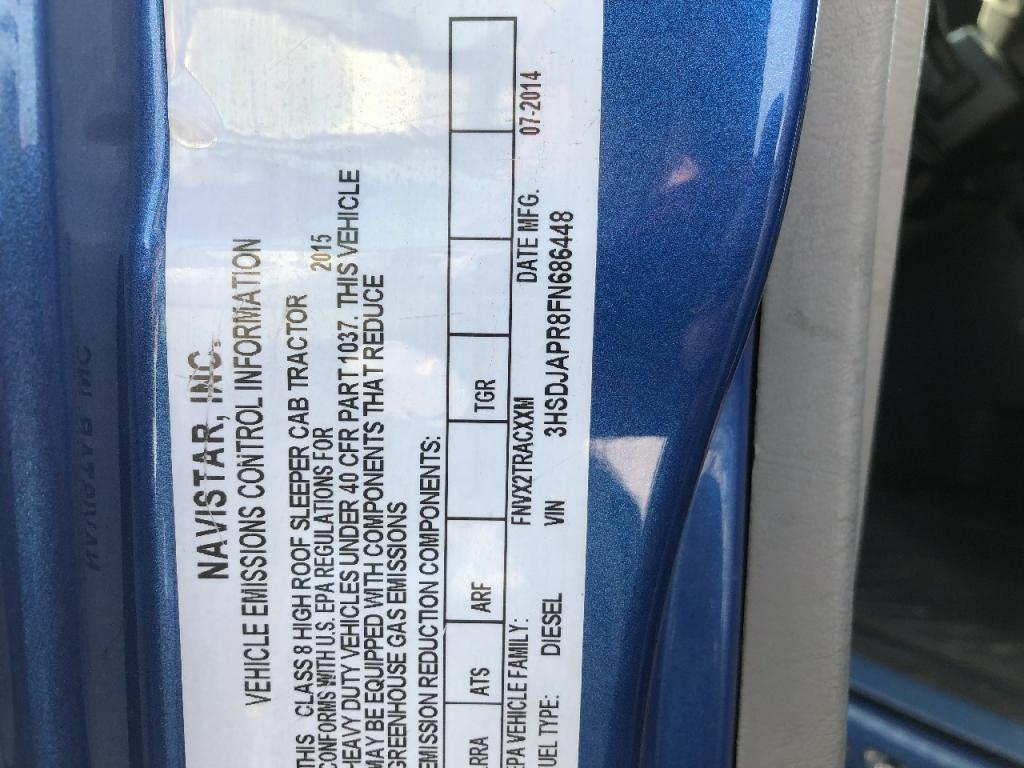 NAVISTAR, INC.
VEHICLE EMISSIONS CONTROL INFORMATION
THIS CLASS 8 HIGH ROOF SLEEPER CAB TRACTOR
CONFORMS WITH U.S. EPA REGULATIONS FOR 2015
HEAVY DUTY VEHICLES UNDER 40 CFR PART 1037. THIS VEHICLE
MAY BE EQUIPPED WITH COMPONENTS THAT REDUCE
GREENHOUSE GAS EMISSIONS
EMISSION REDUCTION COMPONENTS:
RRA ATS ARF TGR
EPA VEHICLE FAMILY: FNVX2TRACXXM
FUEL TYPE: DIESEL VIN 3HSDJAPR8FN686448 DATE MFG. 07-2014